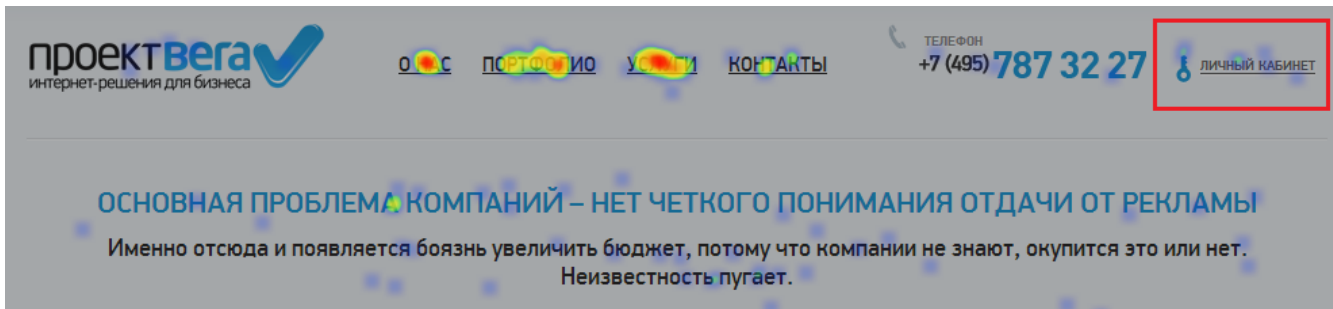 проектвега
интернет-решения для бизнеса
О НАС ПОРТФОЛИО УСЛУГИ КОНТАКТЫ
ТЕЛЕФОН
+7 (495) 787 32 27
ЛИЧНЫЙ КАБИНЕТ
ОСНОВНАЯ ПРОБЛЕМА КОМПАНИЙ – НЕТ ЧЕТКОГО ПОНИМАНИЯ ОТДАЧИ ОТ РЕКЛАМЫ
Именно отсюда и появляется боязнь увеличить бюджет, потому что компании не знают, окупится это или нет.
Неизвестность пугает.